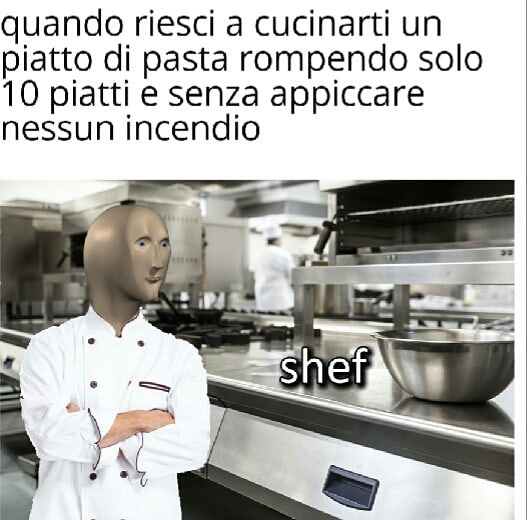 quando riesci a cucinarti un
piatto di pasta rompendo solo
10 piatti e senza appiccare
nessun incendio
shef